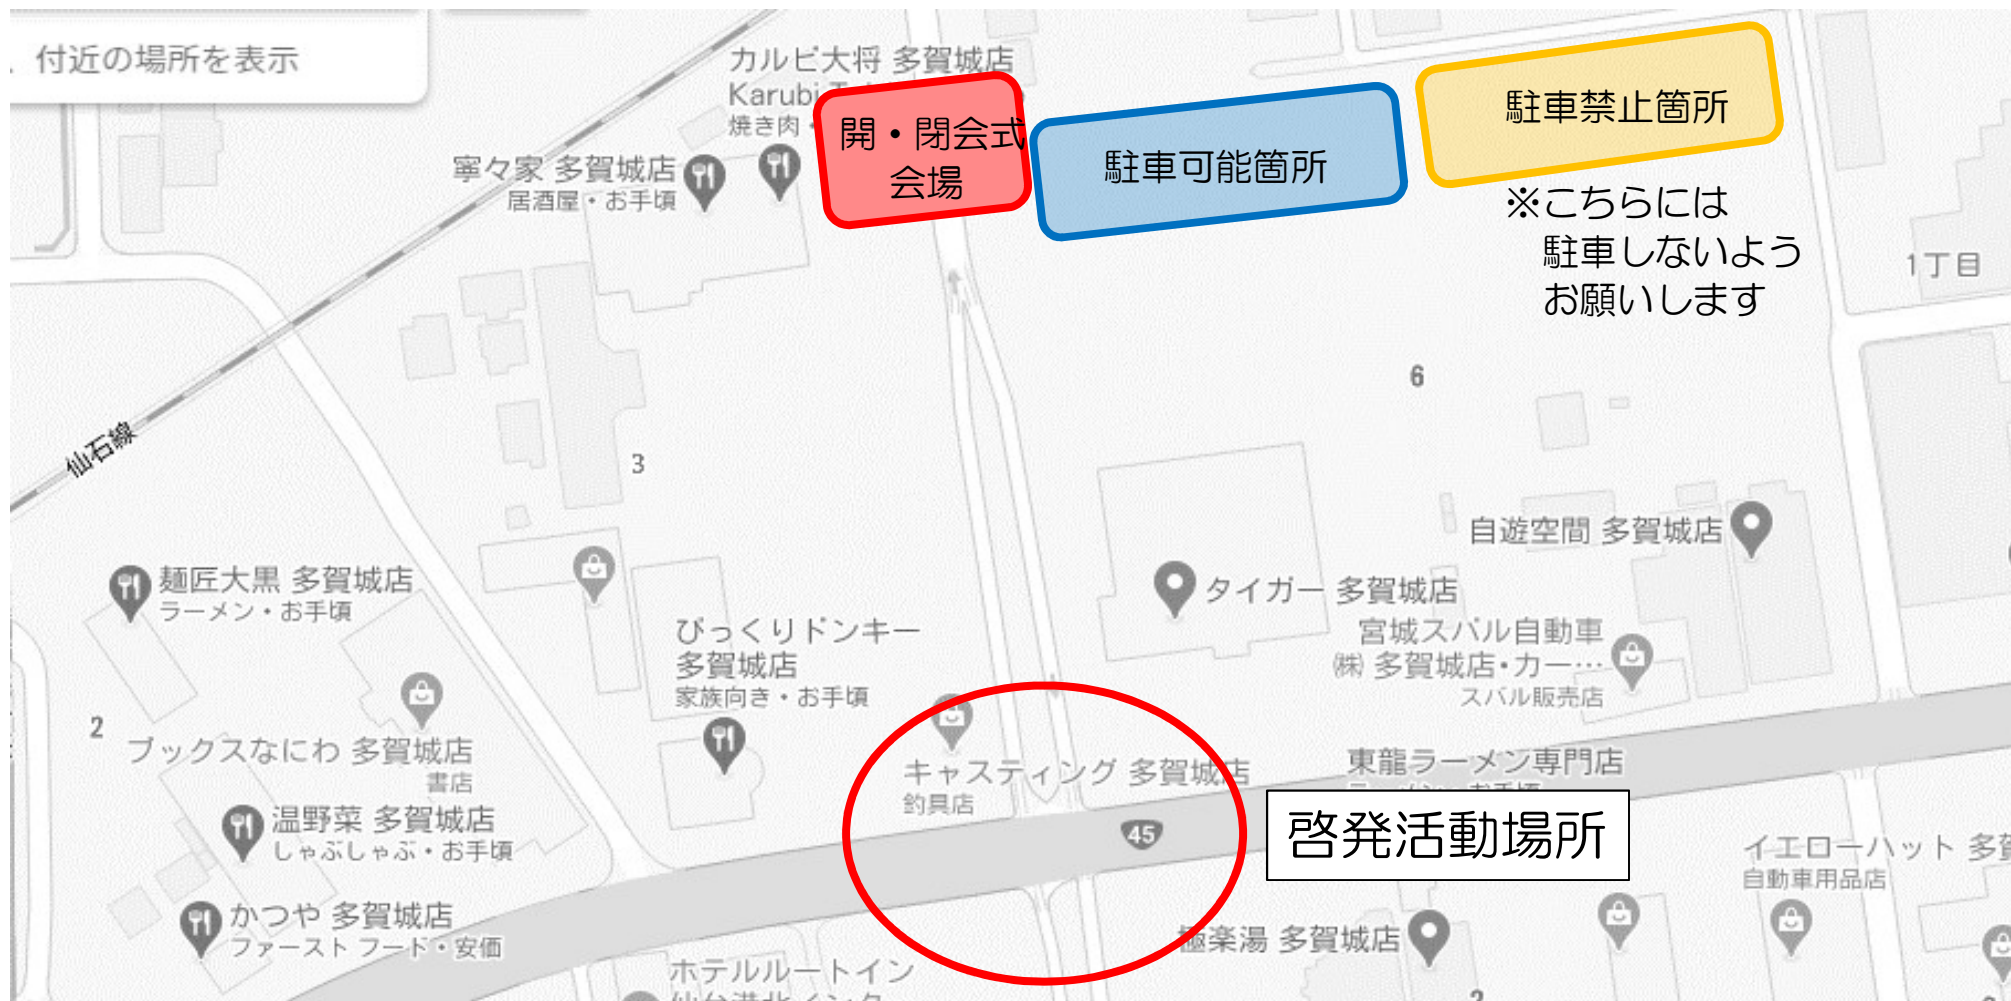 付近の場所を表示
カルビ大将 多賀城店
Karubi
焼き肉・
開・閉会式
会場
駐車可能箇所
駐車禁止箇所
※こちらには
駐車しないよう
お願いします
寧々家 多賀城店
居酒屋・お手頃
1丁目
6
仙石線
3
自遊空間 多賀城店
麺匠大黒 多賀城店
ラーメン・お手頃
タイガー 多賀城店
びっくりドンキー
多賀城店
家族向き・お手頃
宮城スバル自動車
㈱ 多賀城店・カー…
スバル販売店
2
ブックスなにわ 多賀城店
書店
キャスティング 多賀城店
釣具店
東龍ラーメン専門店
45
啓発活動場所
温野菜 多賀城店
しゃぶしゃぶ・お手頃
イエローハット 多賀
自動車用品店
かつや 多賀城店
ファースト フード・安価
極楽湯 多賀城店
ホテルルートイン